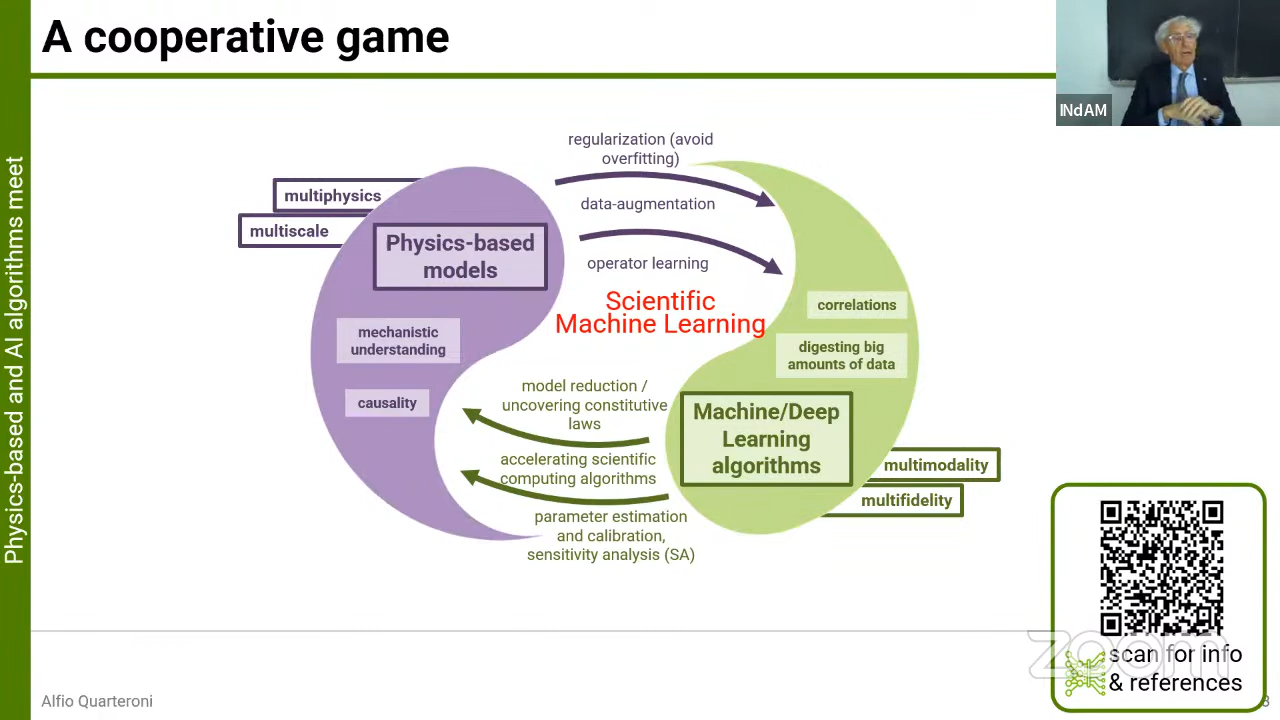 A cooperative game
INdAM
Physics-based and AI algorithms meet
regularization (avoid
overfitting)
data-augmentation
operator learning
multiphysics
multiscale
Physics-based
models
mechanistic
understanding
causality
Scientific
Machine Learning
correlations
digesting big
amounts of data
model reduction /
uncovering constitutive
laws
accelerating scientific
computing algorithms
parameter estimation
and calibration,
sensitivity analysis (SA)
Machine/Deep
Learning
algorithms
multimodality
multifidelity
zoom
scan for info
& references
Alfio Quarteroni